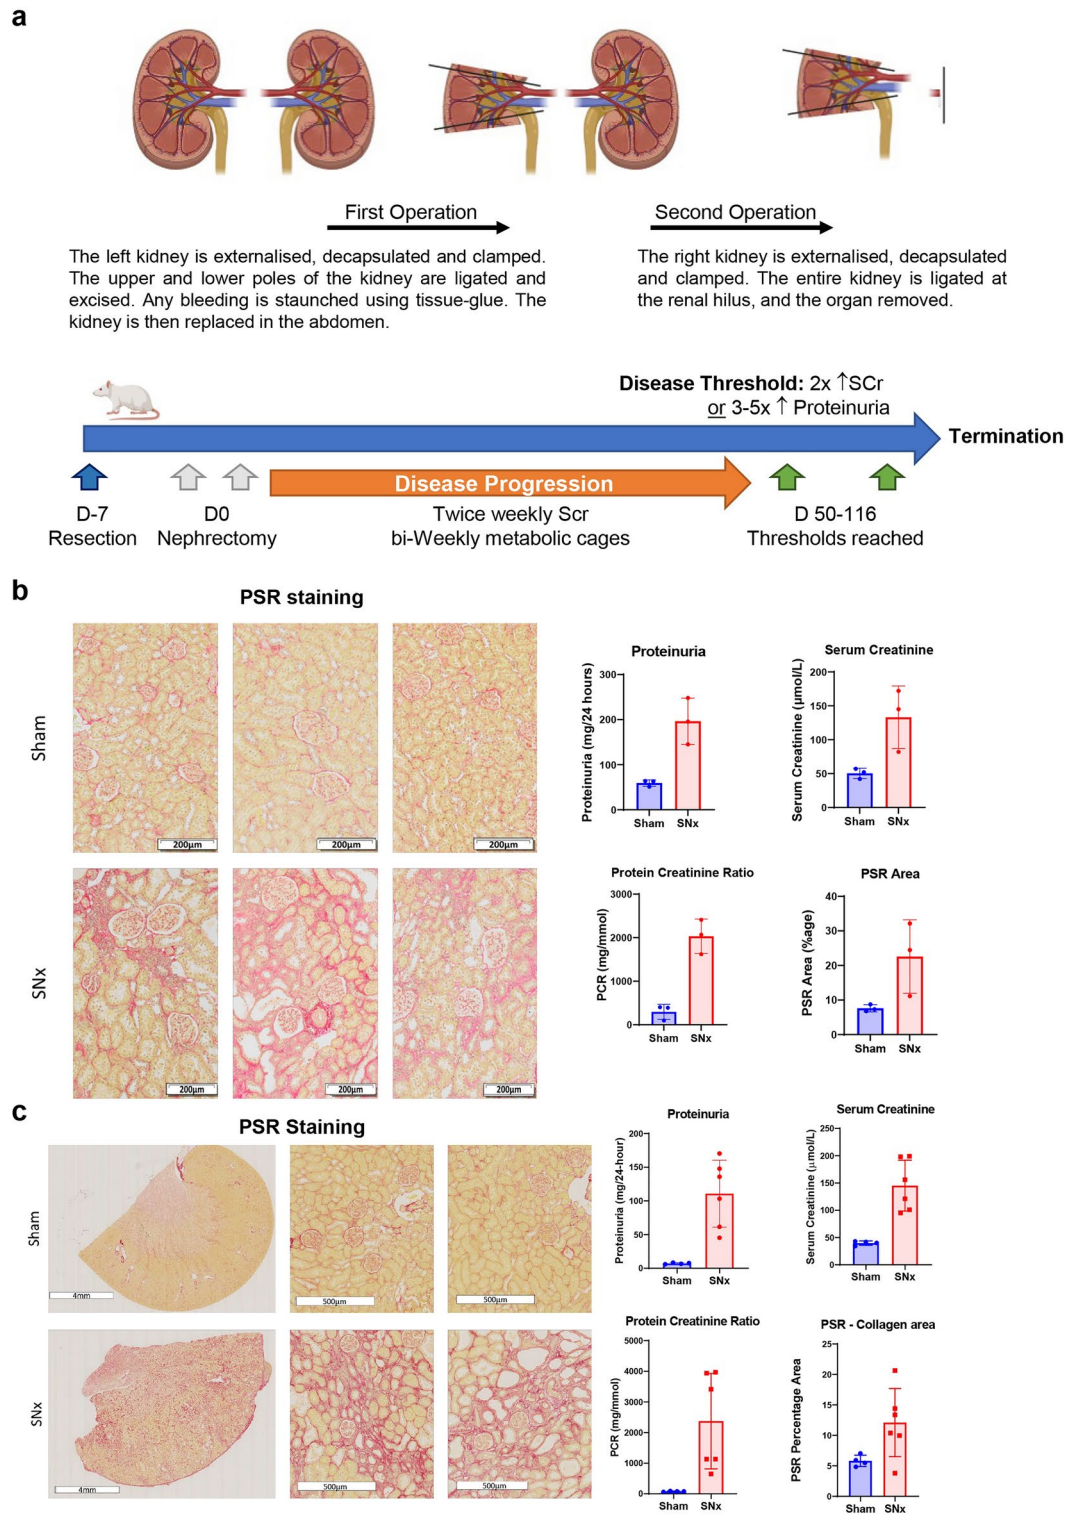 a
First Operation
Second Operation
The left kidney is externalised, decapsulated and clamped.
The upper and lower poles of the kidney are ligated and
excised. Any bleeding is staunched using tissue-glue. The
kidney is then replaced in the abdomen.
The right kidney is externalised, decapsulated
and clamped. The entire kidney is ligated at
the renal hilus, and the organ removed.
Disease Threshold: 2x ↑SCr
or 3-5x ↑ Proteinuria
Termination
Disease Progression
D-7
Resection
D0
Nephrectomy
Twice weekly Scr
bi-Weekly metabolic cages
D 50-116
Thresholds reached
b
PSR staining
Sham
200µm
200µm
200µm
SNx
200µm
200µm
200µm
Proteinuria
Proteinuria (mg/24 hours)
300
200
100
0
Sham SNx
Serum Creatinine
Serum Creatinine (µmol/L)
200
150
100
50
0
Sham SNx
Protein Creatinine Ratio
PCR (mg/mmol)
3000
2000
1000
0
Sham SNx
PSR Area
PSR Area (%age)
40
30
20
10
0
Sham SNx
c
PSR Staining
Sham
4mm
500µm
500µm
SNx
4mm
500µm
500µm
Proteinuria
Proteinuria (mg/24-hour)
200
150
100
50
0
Sham SNx
Serum Creatinine
Serum Creatinine (µmol/L)
250
200
150
100
50
0
Sham SNx
Protein Creatinine Ratio
PCR (mg/mmol)
5000
4000
3000
2000
1000
0
Sham SNx
PSR - Collagen area
PSR Percentage Area
25
20
15
10
5
0
Sham SNx